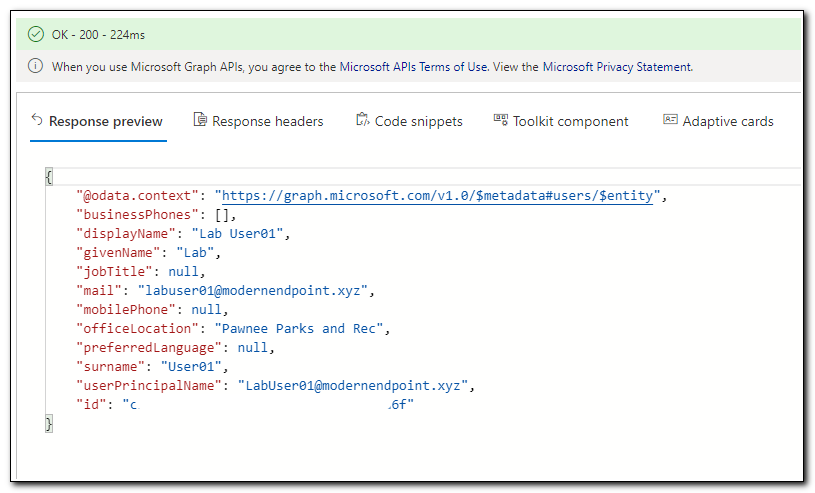 OK - 200 - 224ms
When you use Microsoft Graph APIs, you agree to the Microsoft APIs Terms of Use. View the Microsoft Privacy Statement.
Response preview Response headers Code snippets Toolkit component Adaptive cards
{
"@odata.context": "https://graph.microsoft.com/v1.0/$metadata#users/$entity",
"businessPhones": [],
"displayName": "Lab User01",
"givenName": "Lab",
"jobTitle": null,
"mail": "labuser01@modernendpoint.xyz",
"mobilePhone": null,
"officeLocation": "Pawnee Parks and Rec",
"preferredLanguage": null,
"surname": "User01",
"userPrincipalName": "LabUser01@modernendpoint.xyz",
"id": "c 6f"
}